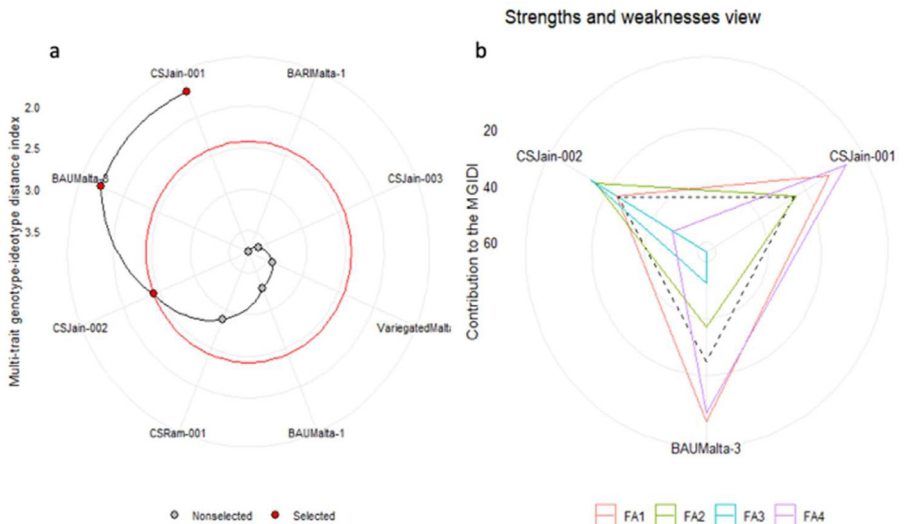 Strengths and weaknesses view
a
CSJain-001
BARIMalta-1
Multi-trait genotype-ideotype distance index
2.0
2.5
3.0
3.5
BAUMalta-3
CSJain-003
CSJain-002
VariegatedMalta
CSRam-001
BAUMalta-1
Nonselected
Selected
b
Contribution to the MGIDI
20
40
60
CSJain-002
CSJain-001
BAUMalta-3
FA1
FA2
FA3
FA4